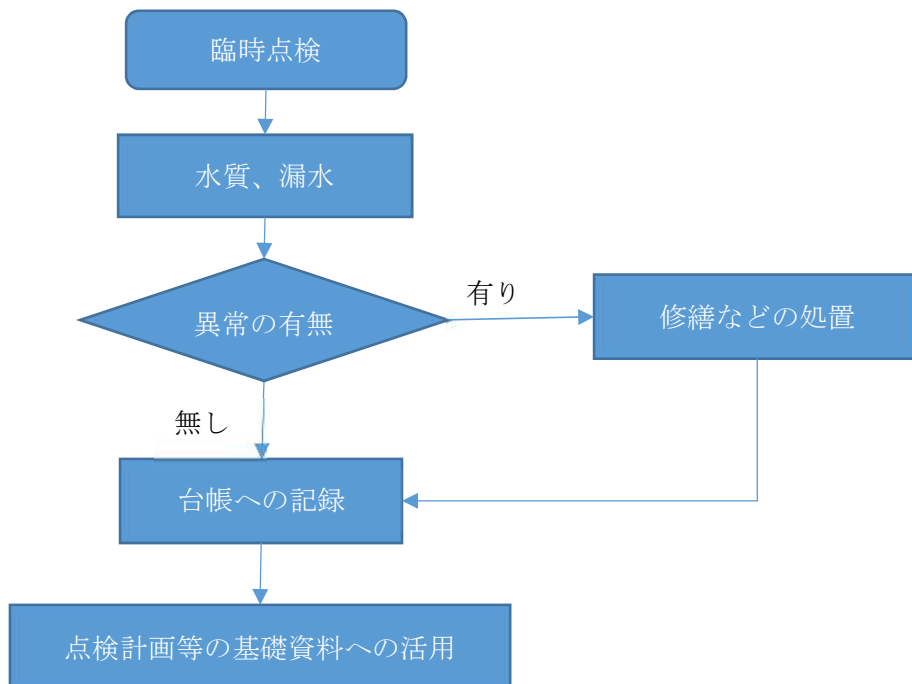 臨時点検
水質、漏水
異常の有無
有り
修繕などの処置
無し
台帳への記録
点検計画等の基礎資料への活用